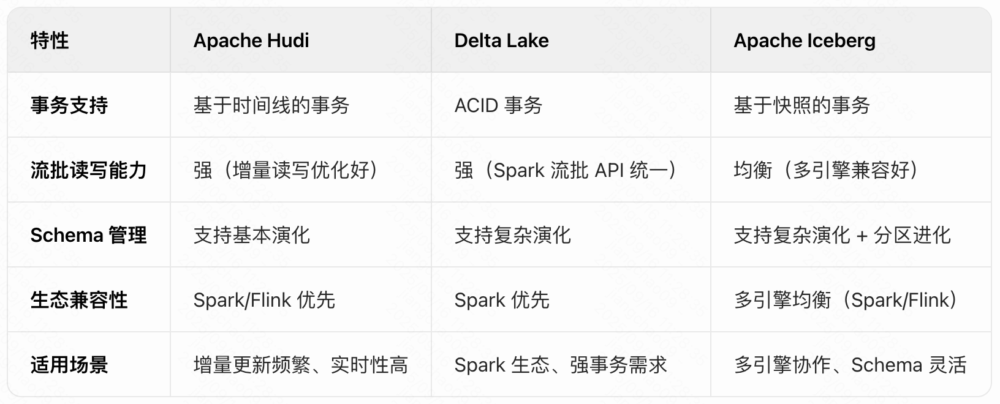 特性 Apache Hudi Delta Lake Apache Iceberg
事务支持 基于时间线的事务 ACID 事务 基于快照的事务
流批读写能力 强（增量读写优化好） 强（Spark 流批 API 统一） 均衡（多引擎兼容好）
Schema 管理 支持基本演化 支持复杂演化 支持复杂演化 + 分区进化
生态兼容性 Spark/Flink 优先 Spark 优先 多引擎均衡（Spark/Flink）
适用场景 增量更新频繁、实时性高 Spark 生态、强事务需求 多引擎协作、Schema 灵活